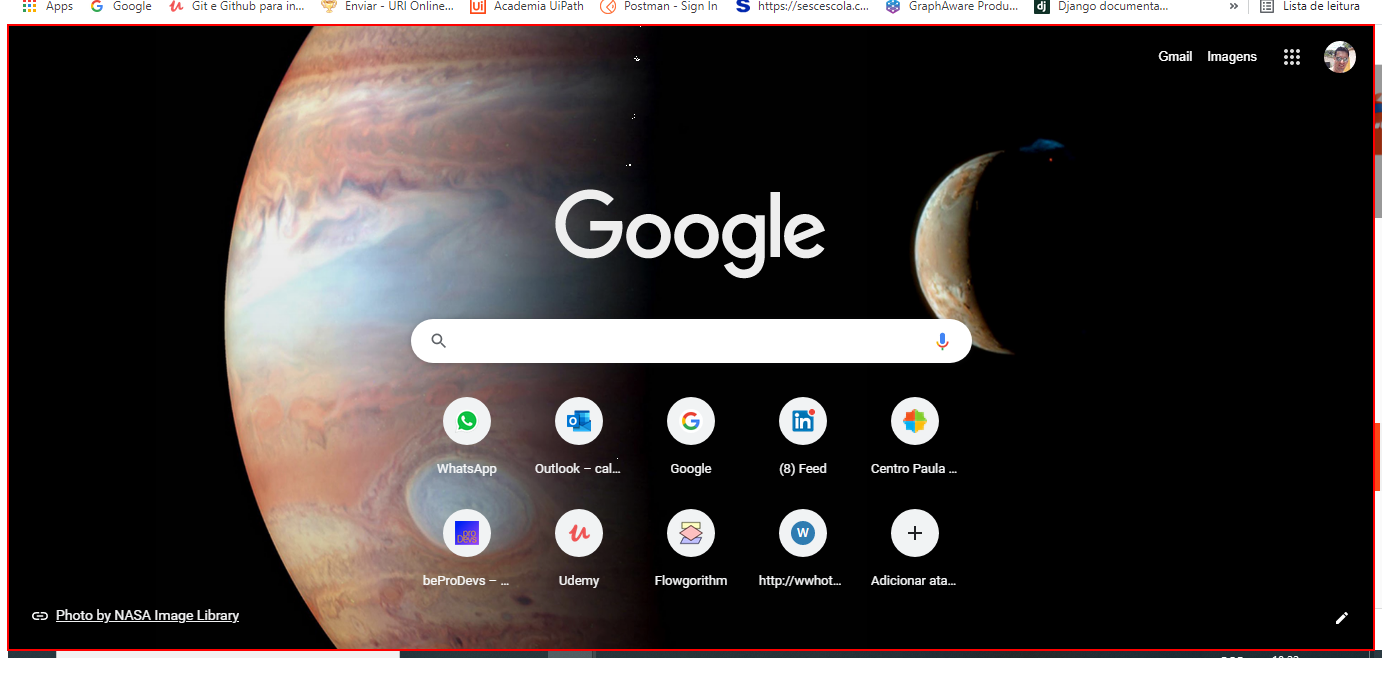 Apps Google Git e Github para in... Enviar - URI Online... Academia UiPath Postman - Sign In https://sescescola.c... GraphAware Produ... Django documenta... » Lista de leitura
Gmail Imagens
Google
WhatsApp Outlook – cal... Google (8) Feed Centro Paula ...
beProDevs – ... Udemy Flowgorithm http://wwhot... Adicionar ata...
Photo by NASA Image Library